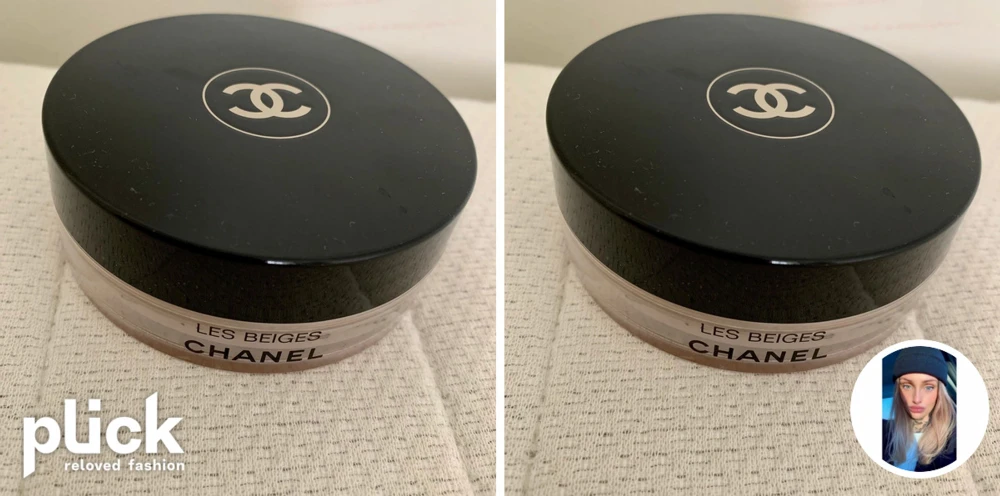 LES BEIGES
CHANEL
plick
reloved fashion
LES BEIGES
CHANEL